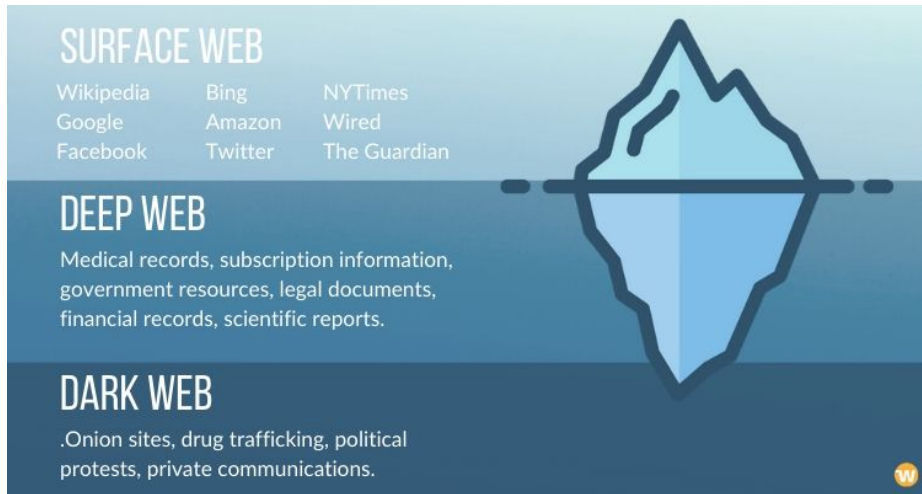 SURFACE WEB
Wikipedia Bing NYTimes
Google Amazon Wired
Facebook Twitter The Guardian
DEEP WEB
Medical records, subscription information,
government resources, legal documents,
financial records, scientific reports.
DARK WEB
.Onion sites, drug trafficking, political
protests, private communications.
W